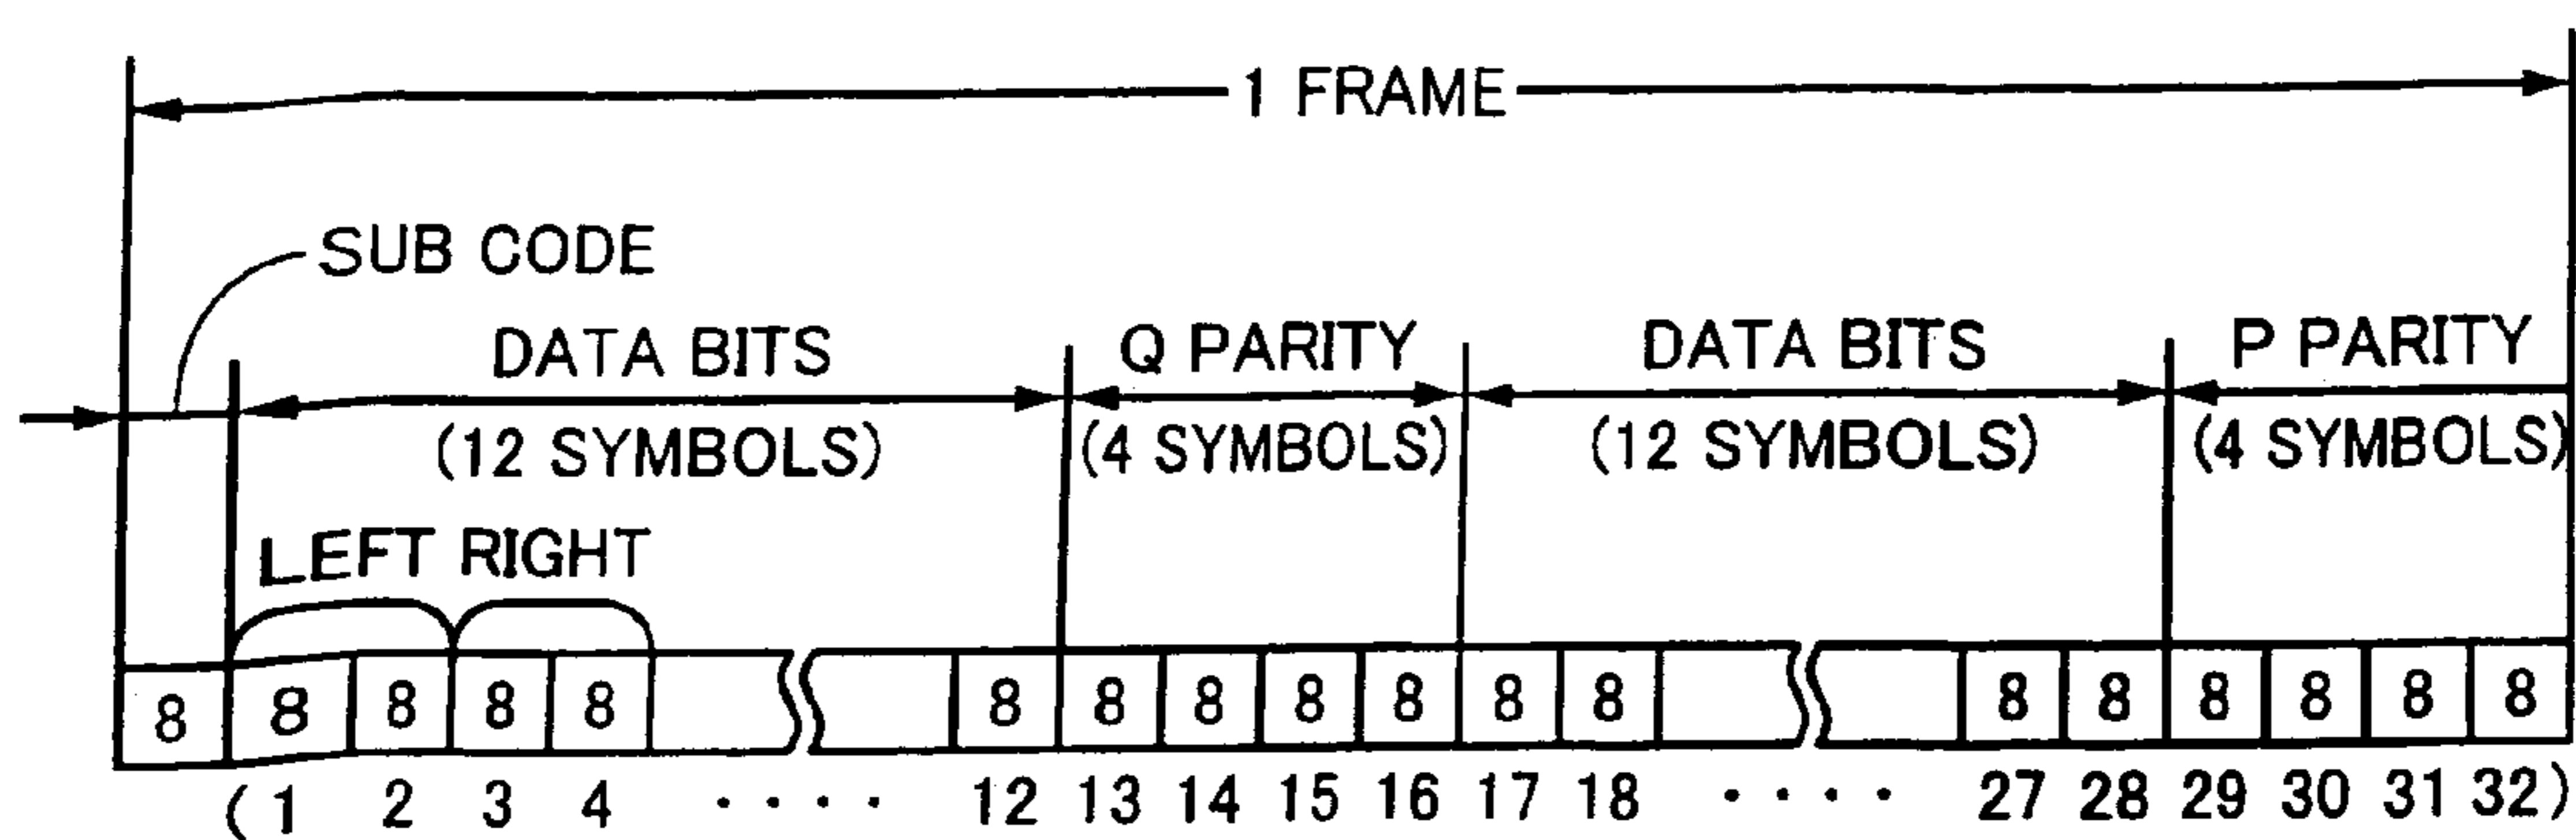 1 FRAME
SUB CODE
DATA BITS Q PARITY DATA BITS P PARITY
(12 SYMBOLS) (4 SYMBOLS) (12 SYMBOLS) (4 SYMBOLS)
LEFT RIGHT
8 8 8 8 8 8 8 8 8 8 8 8 8 8 8 8 8 8
(1 2 3 4 ···· 12 13 14 15 16 17 18 ···· 27 28 29 30 31 32)